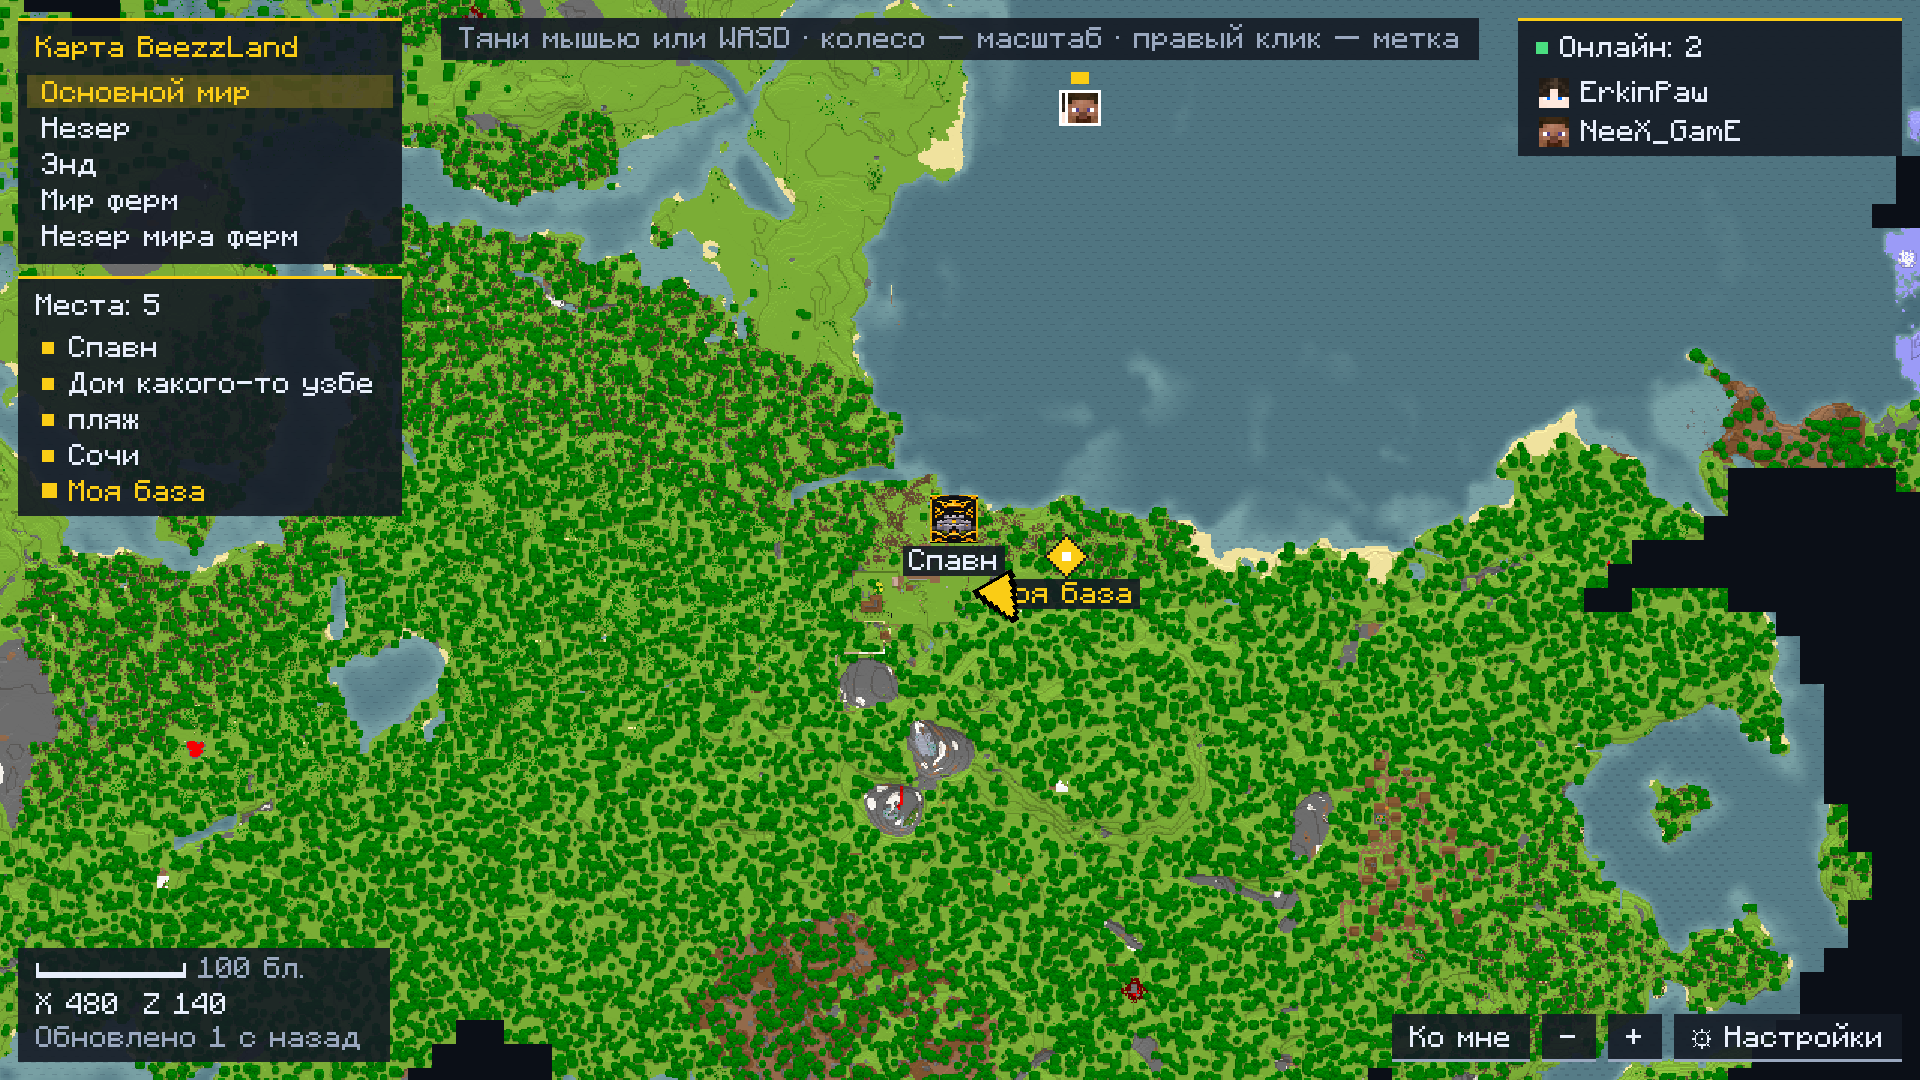 Карта BeezzLand
Основной мир
Незер
Энд
Мир ферм
Незер мира ферм
Места: 5
Спавн
Дом какого-то узбе
пляж
Сочи
Моя база
Тяни мышью или WASD · колесо — масштаб · правый клик — метка
Онлайн: 2
ErkinPaw
NeeX_GamE
Спавн
оя база
100 бл.
X 480 Z 140
Обновлено 1 с назад
Ко мне
−
+
Настройки